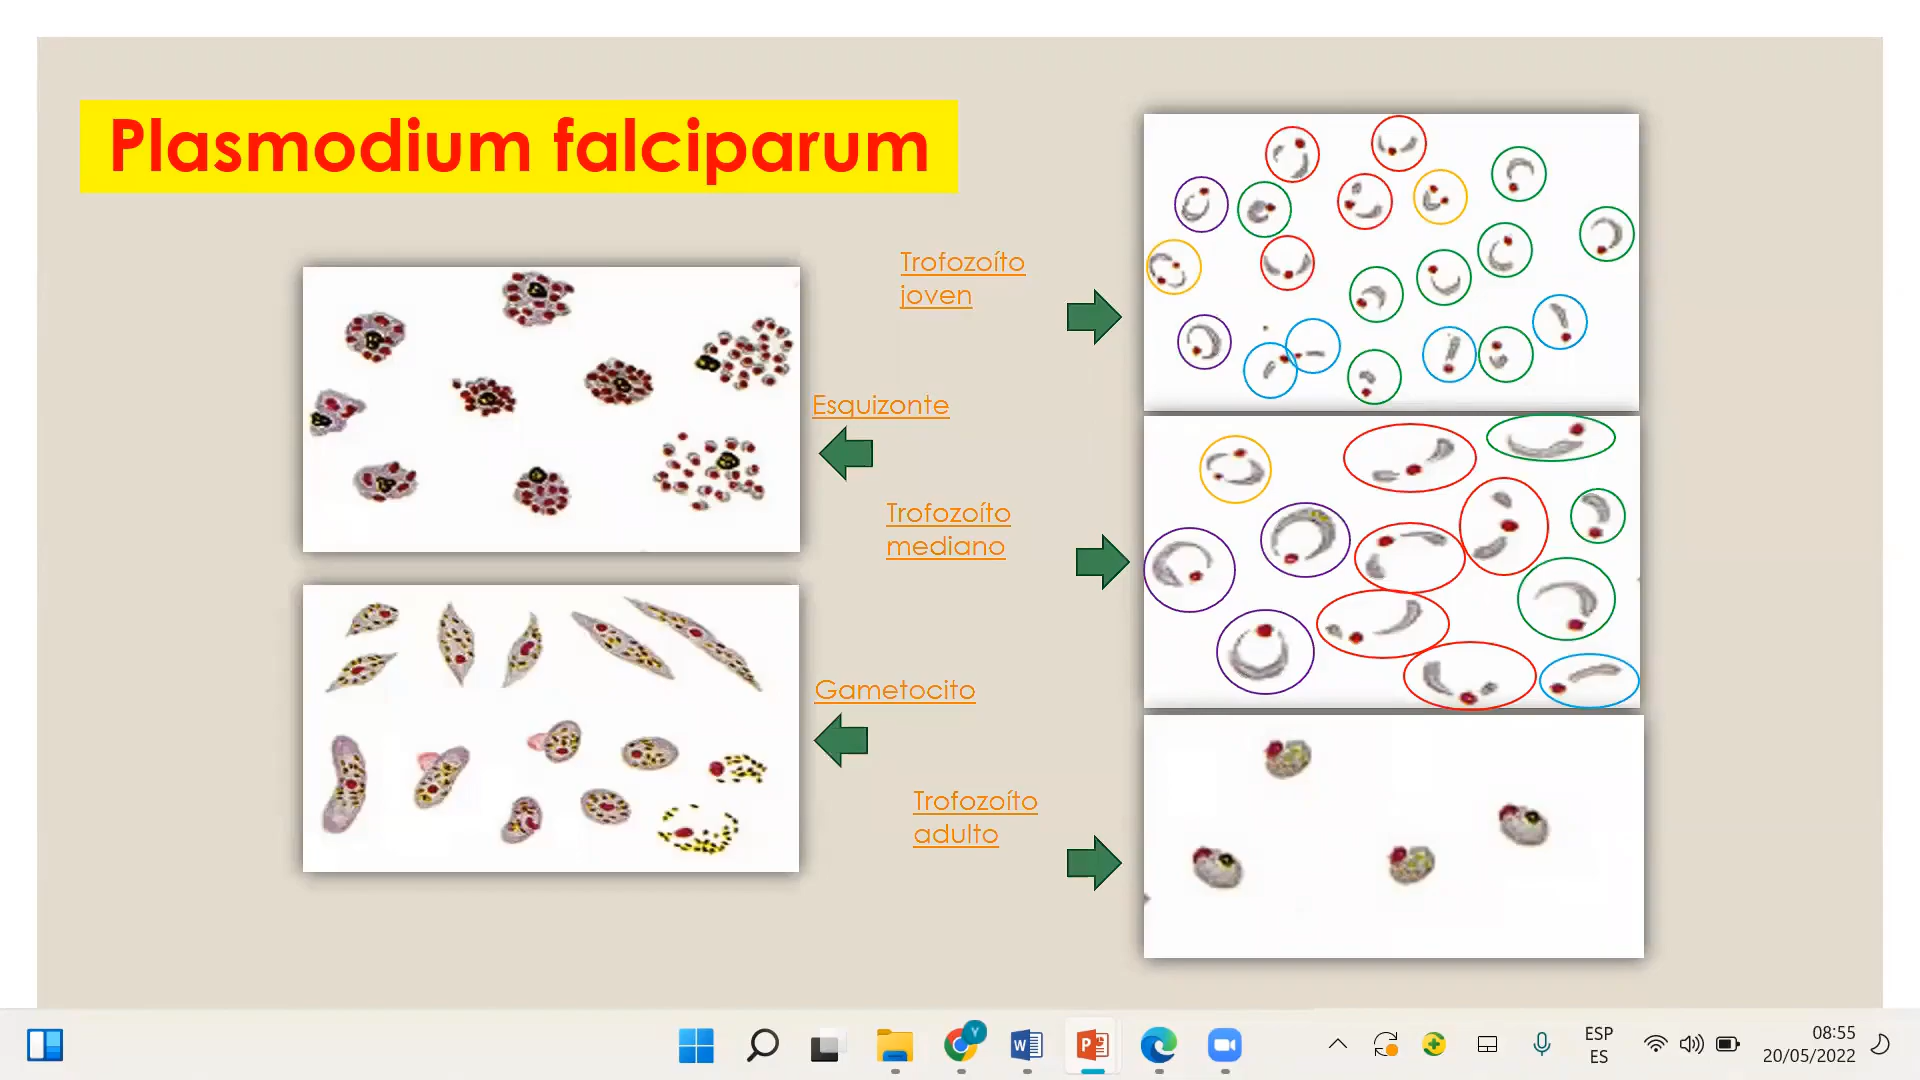 Plasmodium falciparum
Trofozoíto
joven
Esquizonte
Trofozoíto
mediano
Gametocito
Trofozoíto
adulto
Y
W
P
ESP
ES
08:55
20/05/2022